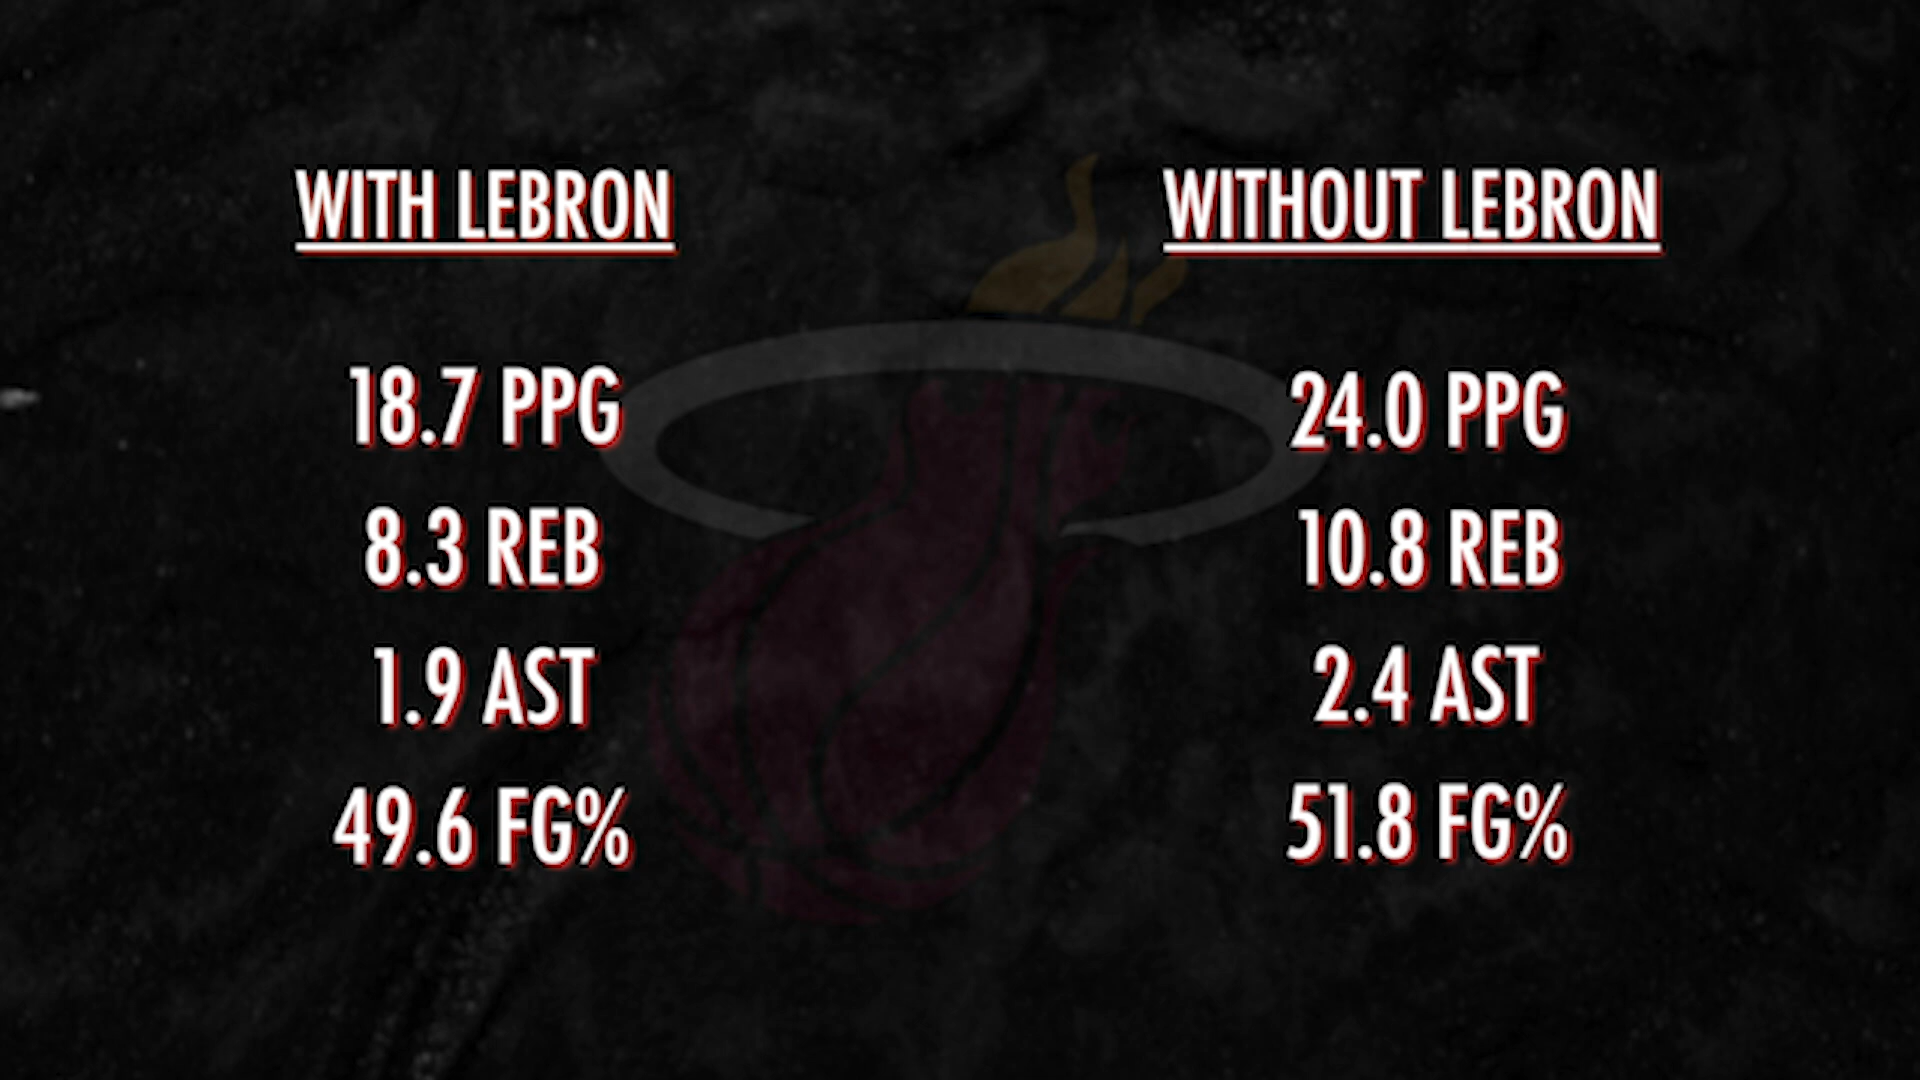 WITH LEBRON
18.7 PPG
8.3 REB
1.9 AST
49.6 FG%
WITHOUT LEBRON
24.0 PPG
10.8 REB
2.4 AST
51.8 FG%